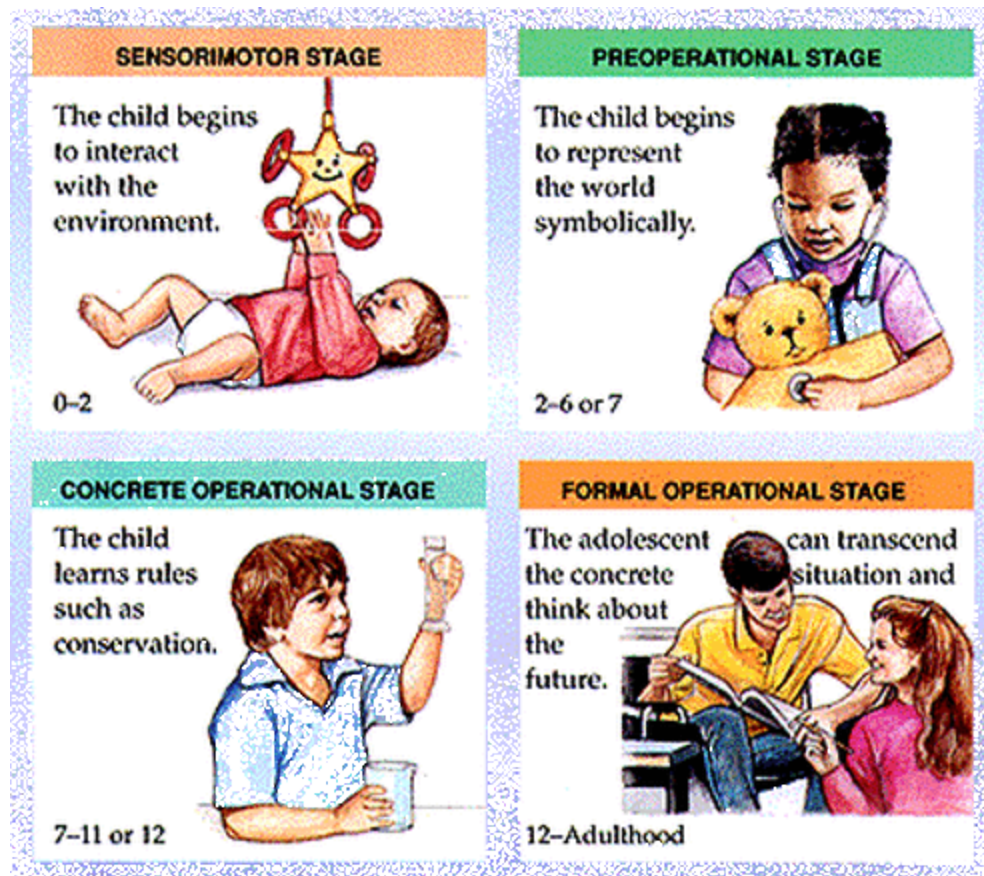 SENSORIMOTOR STAGE
The child begins
to interact
with the
environment.
0–2
PREOPERATIONAL STAGE
The child begins
to represent
the world
symbolically.
2–6 or 7
CONCRETE OPERATIONAL STAGE
The child
learns rules
such as
conservation.
7–11 or 12
FORMAL OPERATIONAL STAGE
The adolescent can transcend
the concrete situation and
think about
the
future.
12–Adulthood